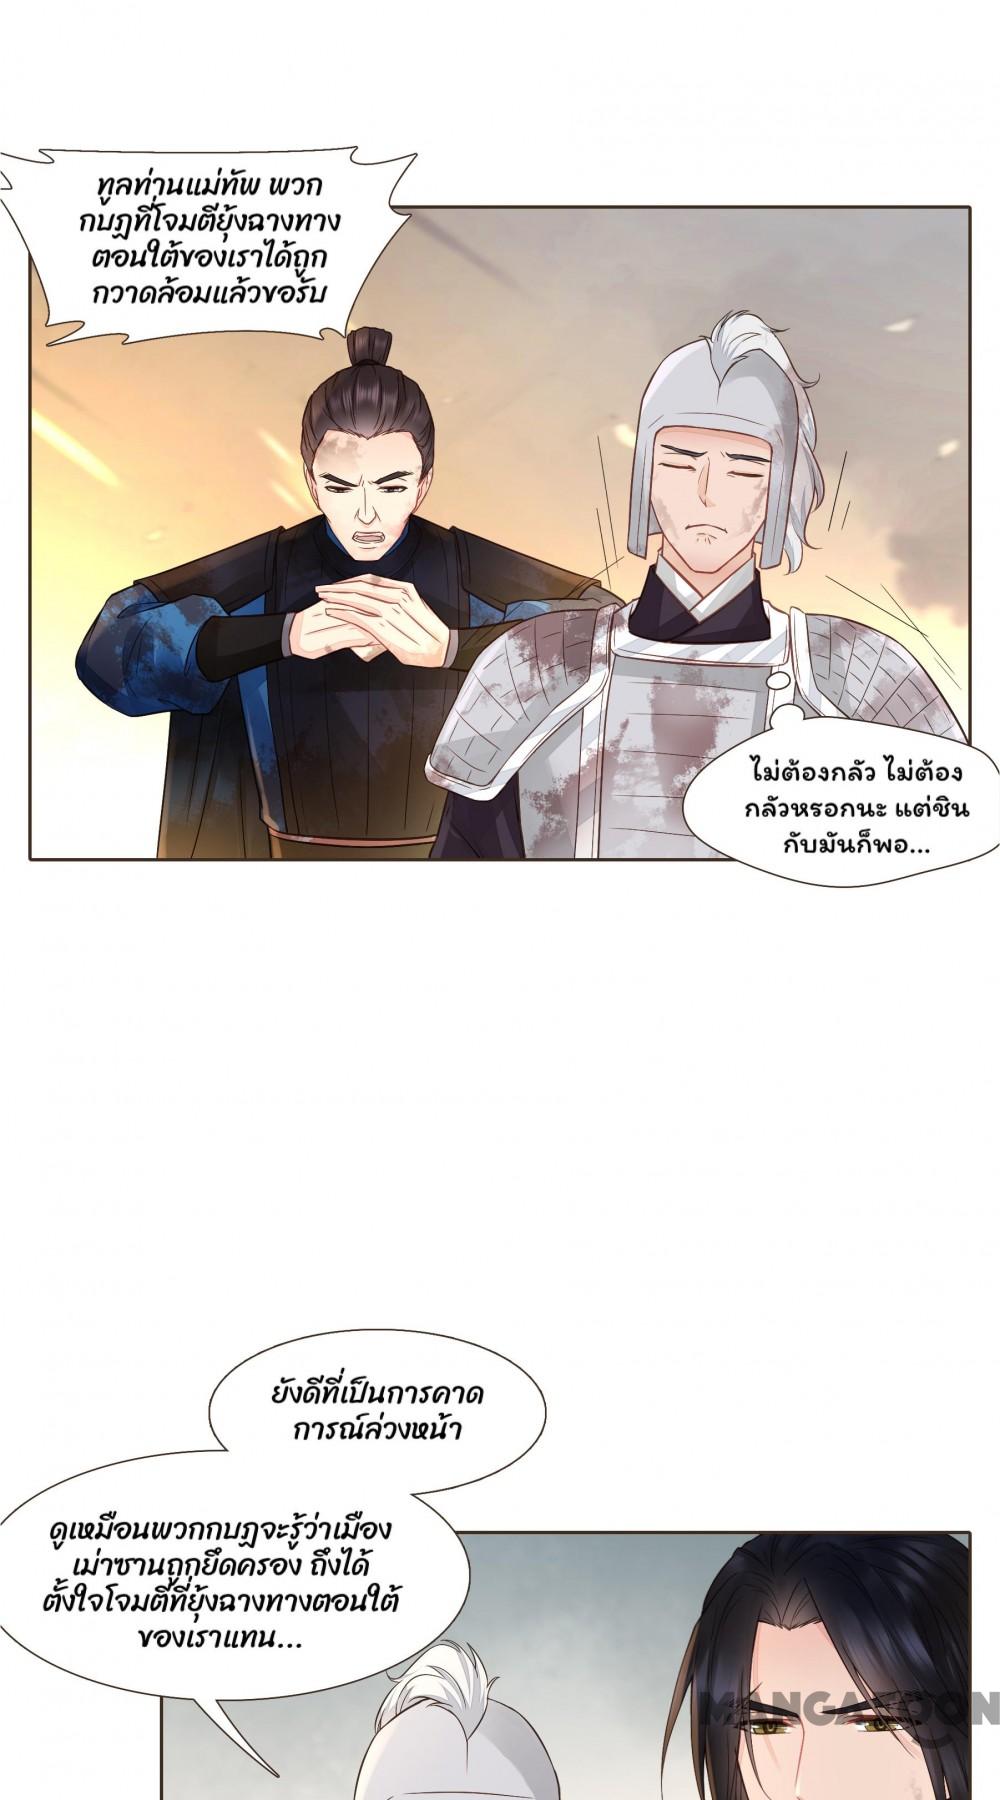 ทูลท่านแม่ทัพ พวก
กบฏที่โจมตียุ้งฉางทาง
ตอนใต้ของเราได้ถูก
กวาดล้อมแล้วขอรับ
ไม่ต้องกลัว ไม่ต้อง
กลัวหรอกนะ แต่ชิน
กับมันก็พอ...
ยังดีที่เป็นการคาด
การณ์ล่วงหน้า
ดูเหมือนพวกกบฏจะรู้ว่าเมือง
เม่าซานถูกยึดครอง ถึงได้
ตั้งใจโจมตีที่ยุ้งฉางทางตอนใต้
ของเราแทน...
MANGATOON